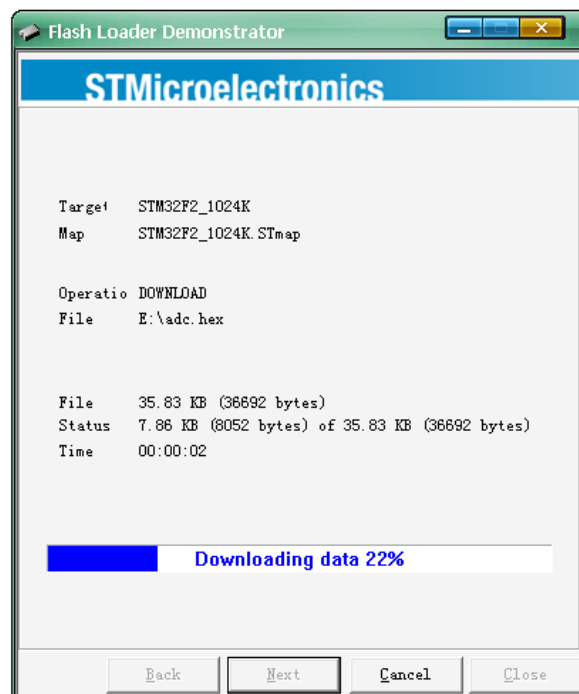 Flash Loader Demonstrator
STMicroelectronics
Target STM32F2_1024K
Map STM32F2_1024K.STmap
Operatio DOWNLOAD
File E:\adc.hex
File 35.83 KB (36692 bytes)
Status 7.86 KB (8052 bytes) of 35.83 KB (36692 bytes)
Time 00:00:02
Downloading data 22%
Back Next Cancel Close